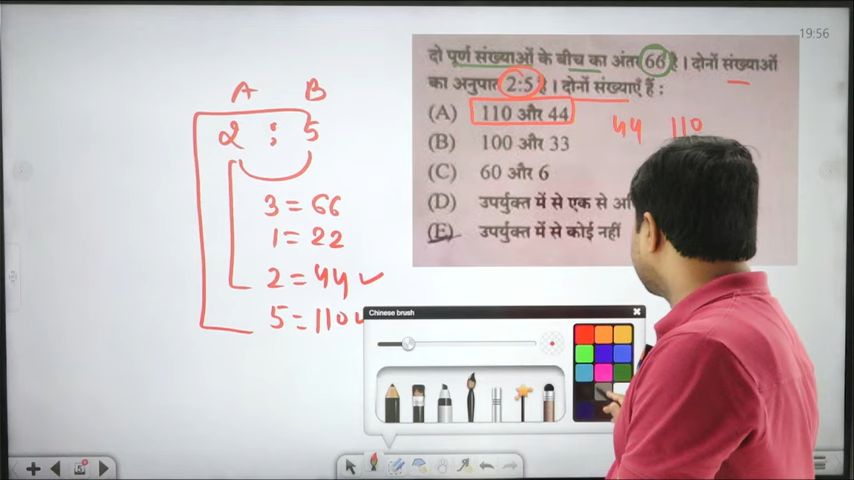 19:56
दो पूर्ण संख्याओं के बीच का अंतर 66 है। दोनों संख्याओं
का अनुपात 2:5 है। दोनों संख्याएँ हैं :
(A) 110 और 44
(B) 100 और 33
(C) 60 और 6
(D) उपर्युक्त में से एक से
(E) उपर्युक्त में से कोई नहीं
44 110
A B
2 : 5
3 = 66
1 = 22
2 = 44 ✓
5 = 110
Chinese brush